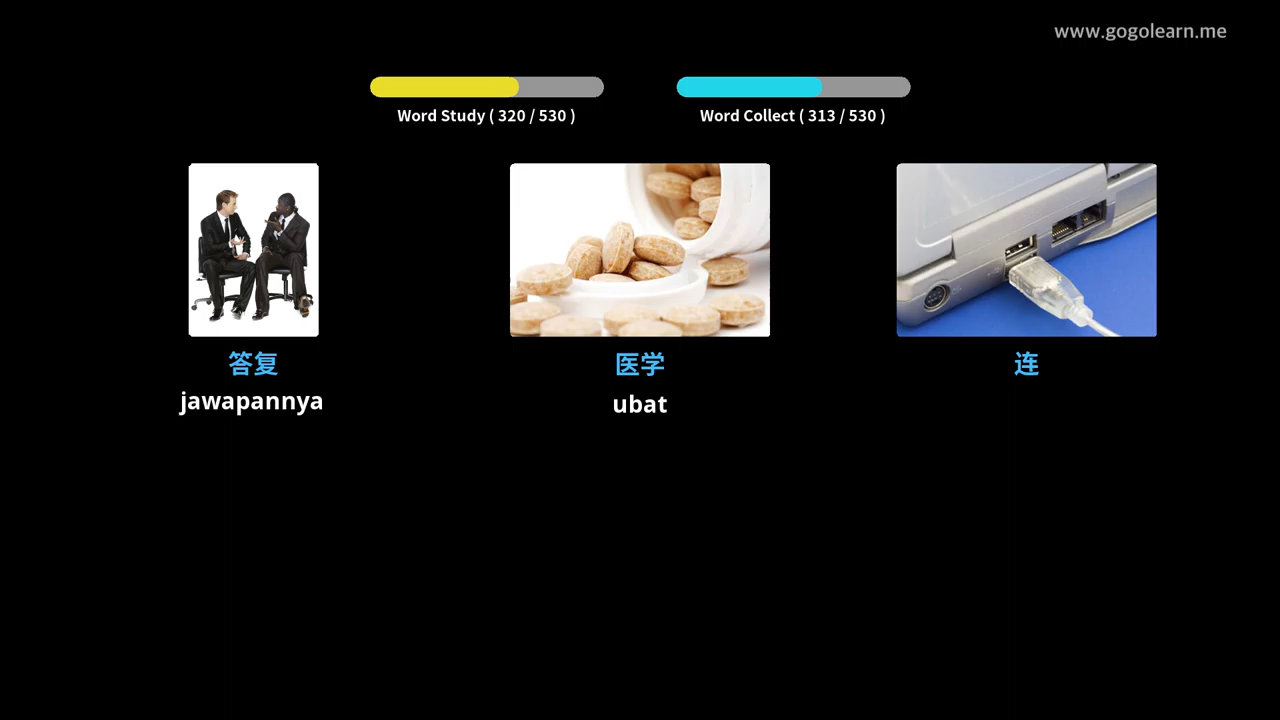 www.gogolearn.me
Word Study ( 320 / 530 )
Word Collect ( 313 / 530 )
答复
医学
连
jawapannya
ubat